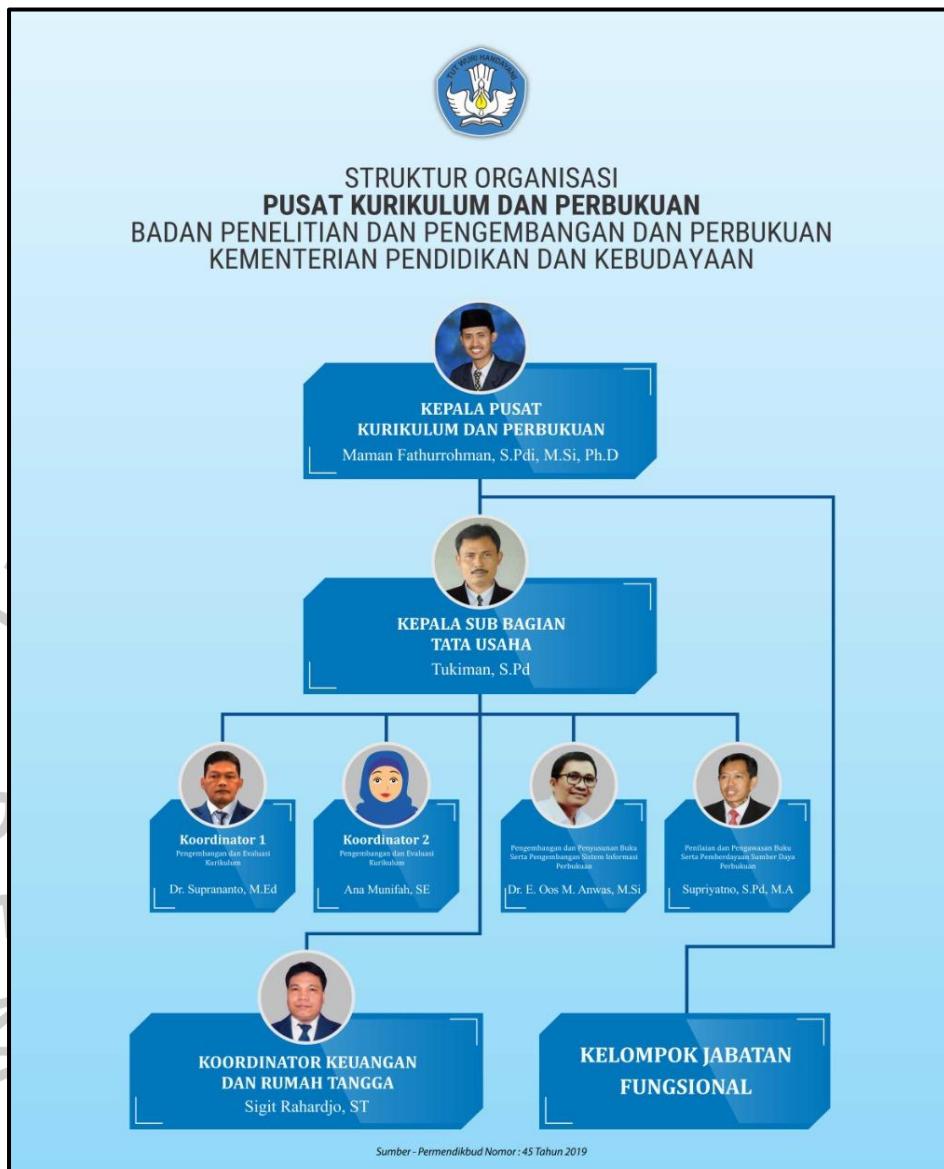 TUT WURI HANDAYANI
STRUKTUR ORGANISASI
PUSAT KURIKULUM DAN PERBUKUAN
BADAN PENELITIAN DAN PENGEMBANGAN DAN PERBUKUAN
KEMENTERIAN PENDIDIKAN DAN KEBUDAYAAN
KEPALA PUSAT
KURIKULUM DAN PERBUKUAN
Maman Fathurrohman, S.Pdi, M.Si, Ph.D
KEPALA SUB BAGIAN
TATA USAHA
Tukiman, S.Pd
Koordinator 1
Pengembangan dan Evaluasi
Kurikulum
Dr. Suprananto, M.Ed
Koordinator 2
Pengembangan dan Evaluasi
Kurikulum
Ana Munifah, SE
Pengembangan dan Penyusunan Buku
Serta Pengembangan Sistem Informasi
Perbukuan
Dr. E. Oos M. Anwas, M.Si
Penilaian dan Pengawasan Buku
Serta Pemberdayaan Sumber Daya
Perbukuan
Supriyatno, S.Pd, M.A
KOORDINATOR KEUANGAN
DAN RUMAH TANGGA
Sigit Rahardjo, ST
KELOMPOK JABATAN
FUNGSIONAL
Sumber - Permendikbud Nomor : 45 Tahun 2019